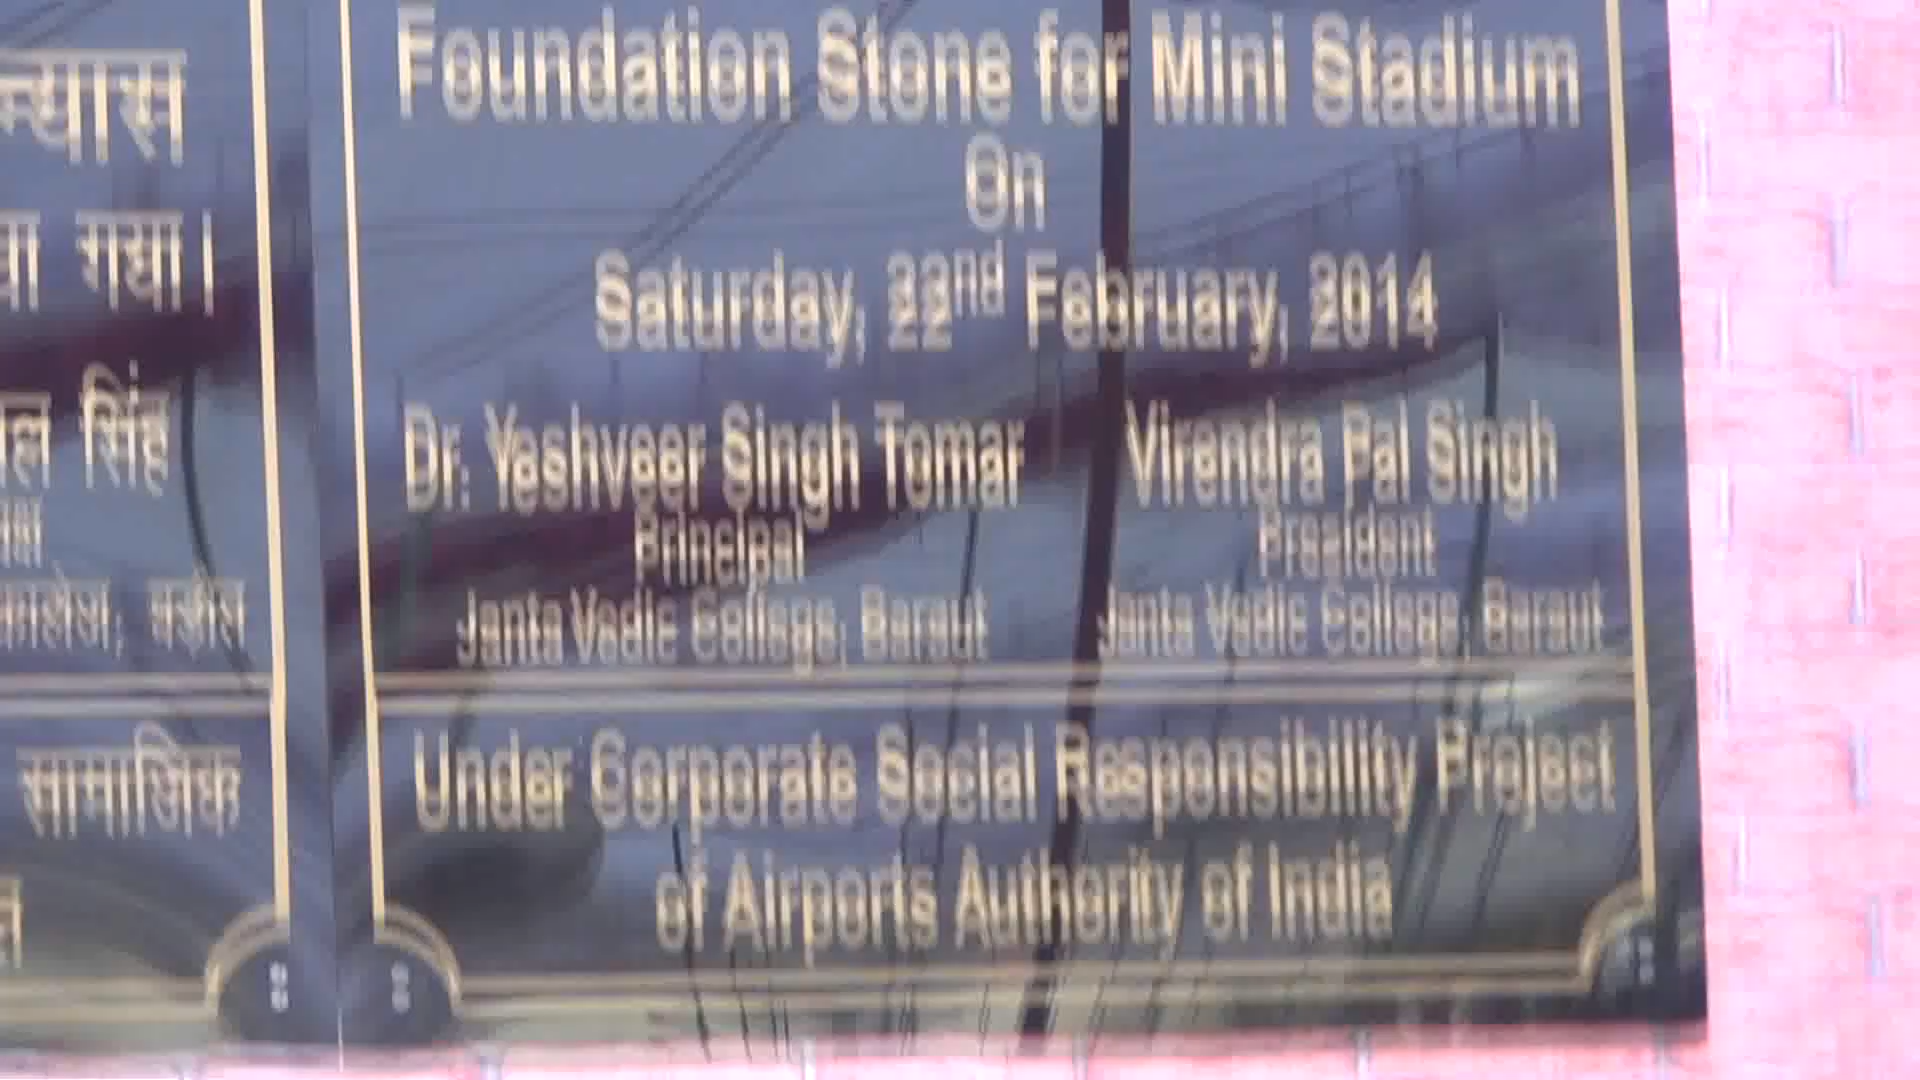 न्यास
गया।
सिंह
सामाजिक
Foundation Stone for Mini Stadium
On
Saturday, 22nd February, 2014
Dr. Yashveer Singh Tomar Virendra Pal Singh
Principal President
Janta Vedic College, Baraut Janta Vedic College, Baraut
Under Corporate Social Responsibility Project
of Airports Authority of India